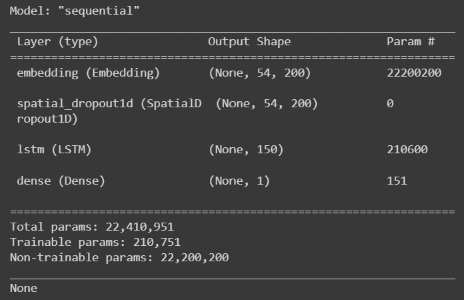 Model: "sequential"
Layer (type) Output Shape Param #
=================================================================
embedding (Embedding) (None, 54, 200) 22200200
spatial_dropout1d (SpatialD (None, 54, 200) 0
ropout1D)
lstm (LSTM) (None, 150) 210600
dense (Dense) (None, 1) 151
=================================================================
Total params: 22,410,951
Trainable params: 210,751
Non-trainable params: 22,200,200
None